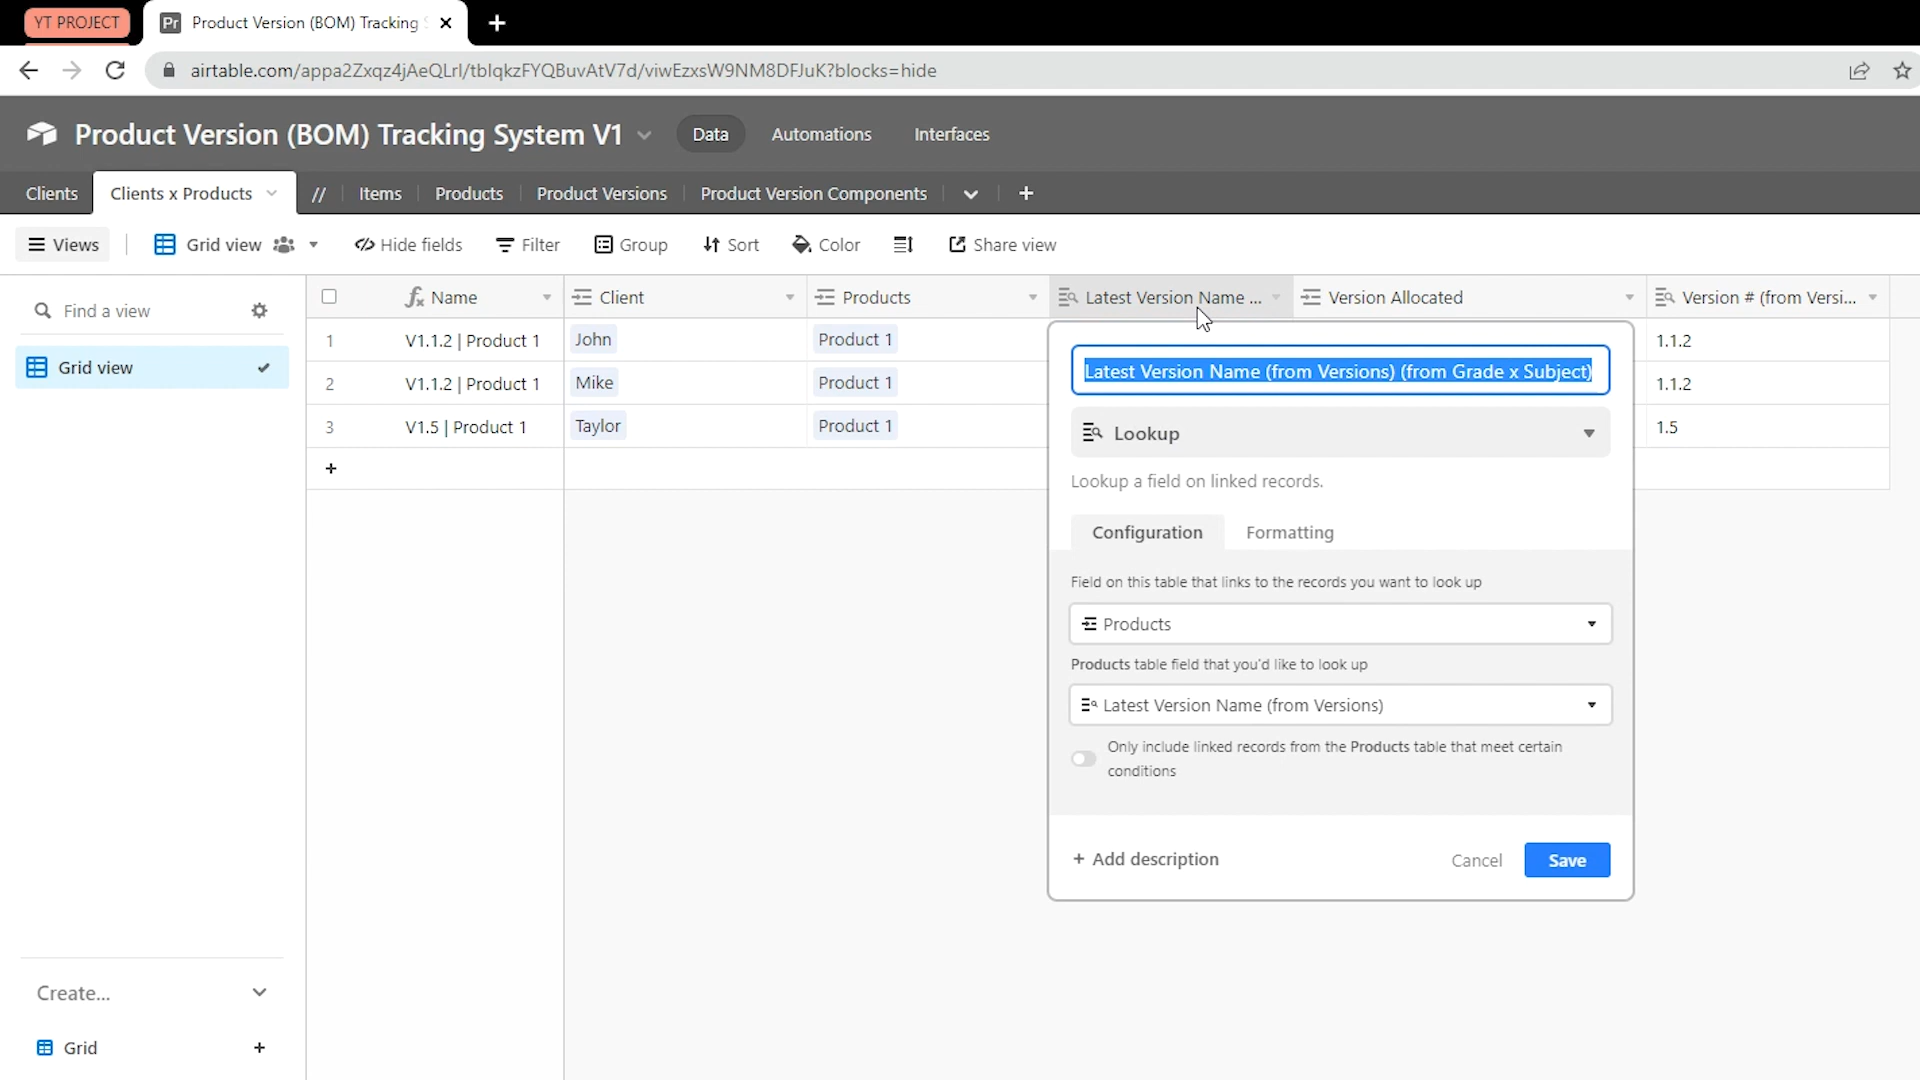 YT PROJECT
Pr Product Version (BOM) Tracking
airtable.com/appa2Zxqz4jAeQLrI/tblqkzFYQBuvAtV7d/viwEzxsW9NM8DFJuK?blocks=hide
Product Version (BOM) Tracking System V1 Data Automations Interfaces
Clients Clients x Products // Items Products Product Versions Product Version Components +
Views Grid view Hide fields Filter Group Sort Color Share view
Find a view
Grid view
Name Client Products Latest Version Name ... Version Allocated Version # (from Versi...
1 V1.1.2 | Product 1 John Product 1 1.1.2
2 V1.1.2 | Product 1 Mike Product 1 1.1.2
3 V1.5 | Product 1 Taylor Product 1 1.5
+
Latest Version Name (from Versions) (from Grade x Subject)
Lookup
Lookup a field on linked records.
Configuration Formatting
Field on this table that links to the records you want to look up
Products
Products table field that you'd like to look up
Latest Version Name (from Versions)
Only include linked records from the Products table that meet certain
conditions
+ Add description Cancel Save
Create...
Grid +